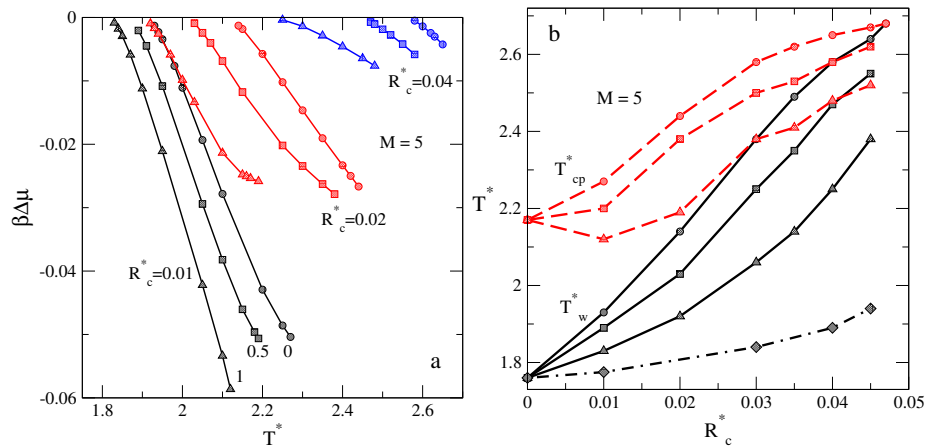 0
-0.02
-0.04
-0.06
βΔμ
1.8
2
2.2
2.4
2.6
T*
R*c=0.04
M = 5
R*c=0.02
R*c=0.01
0.5
0
1
a
b
M = 5
T*cp
T*w
T*
2.6
2.4
2.2
2
1.8
0
0.01
0.02
0.03
0.04
0.05
R*c